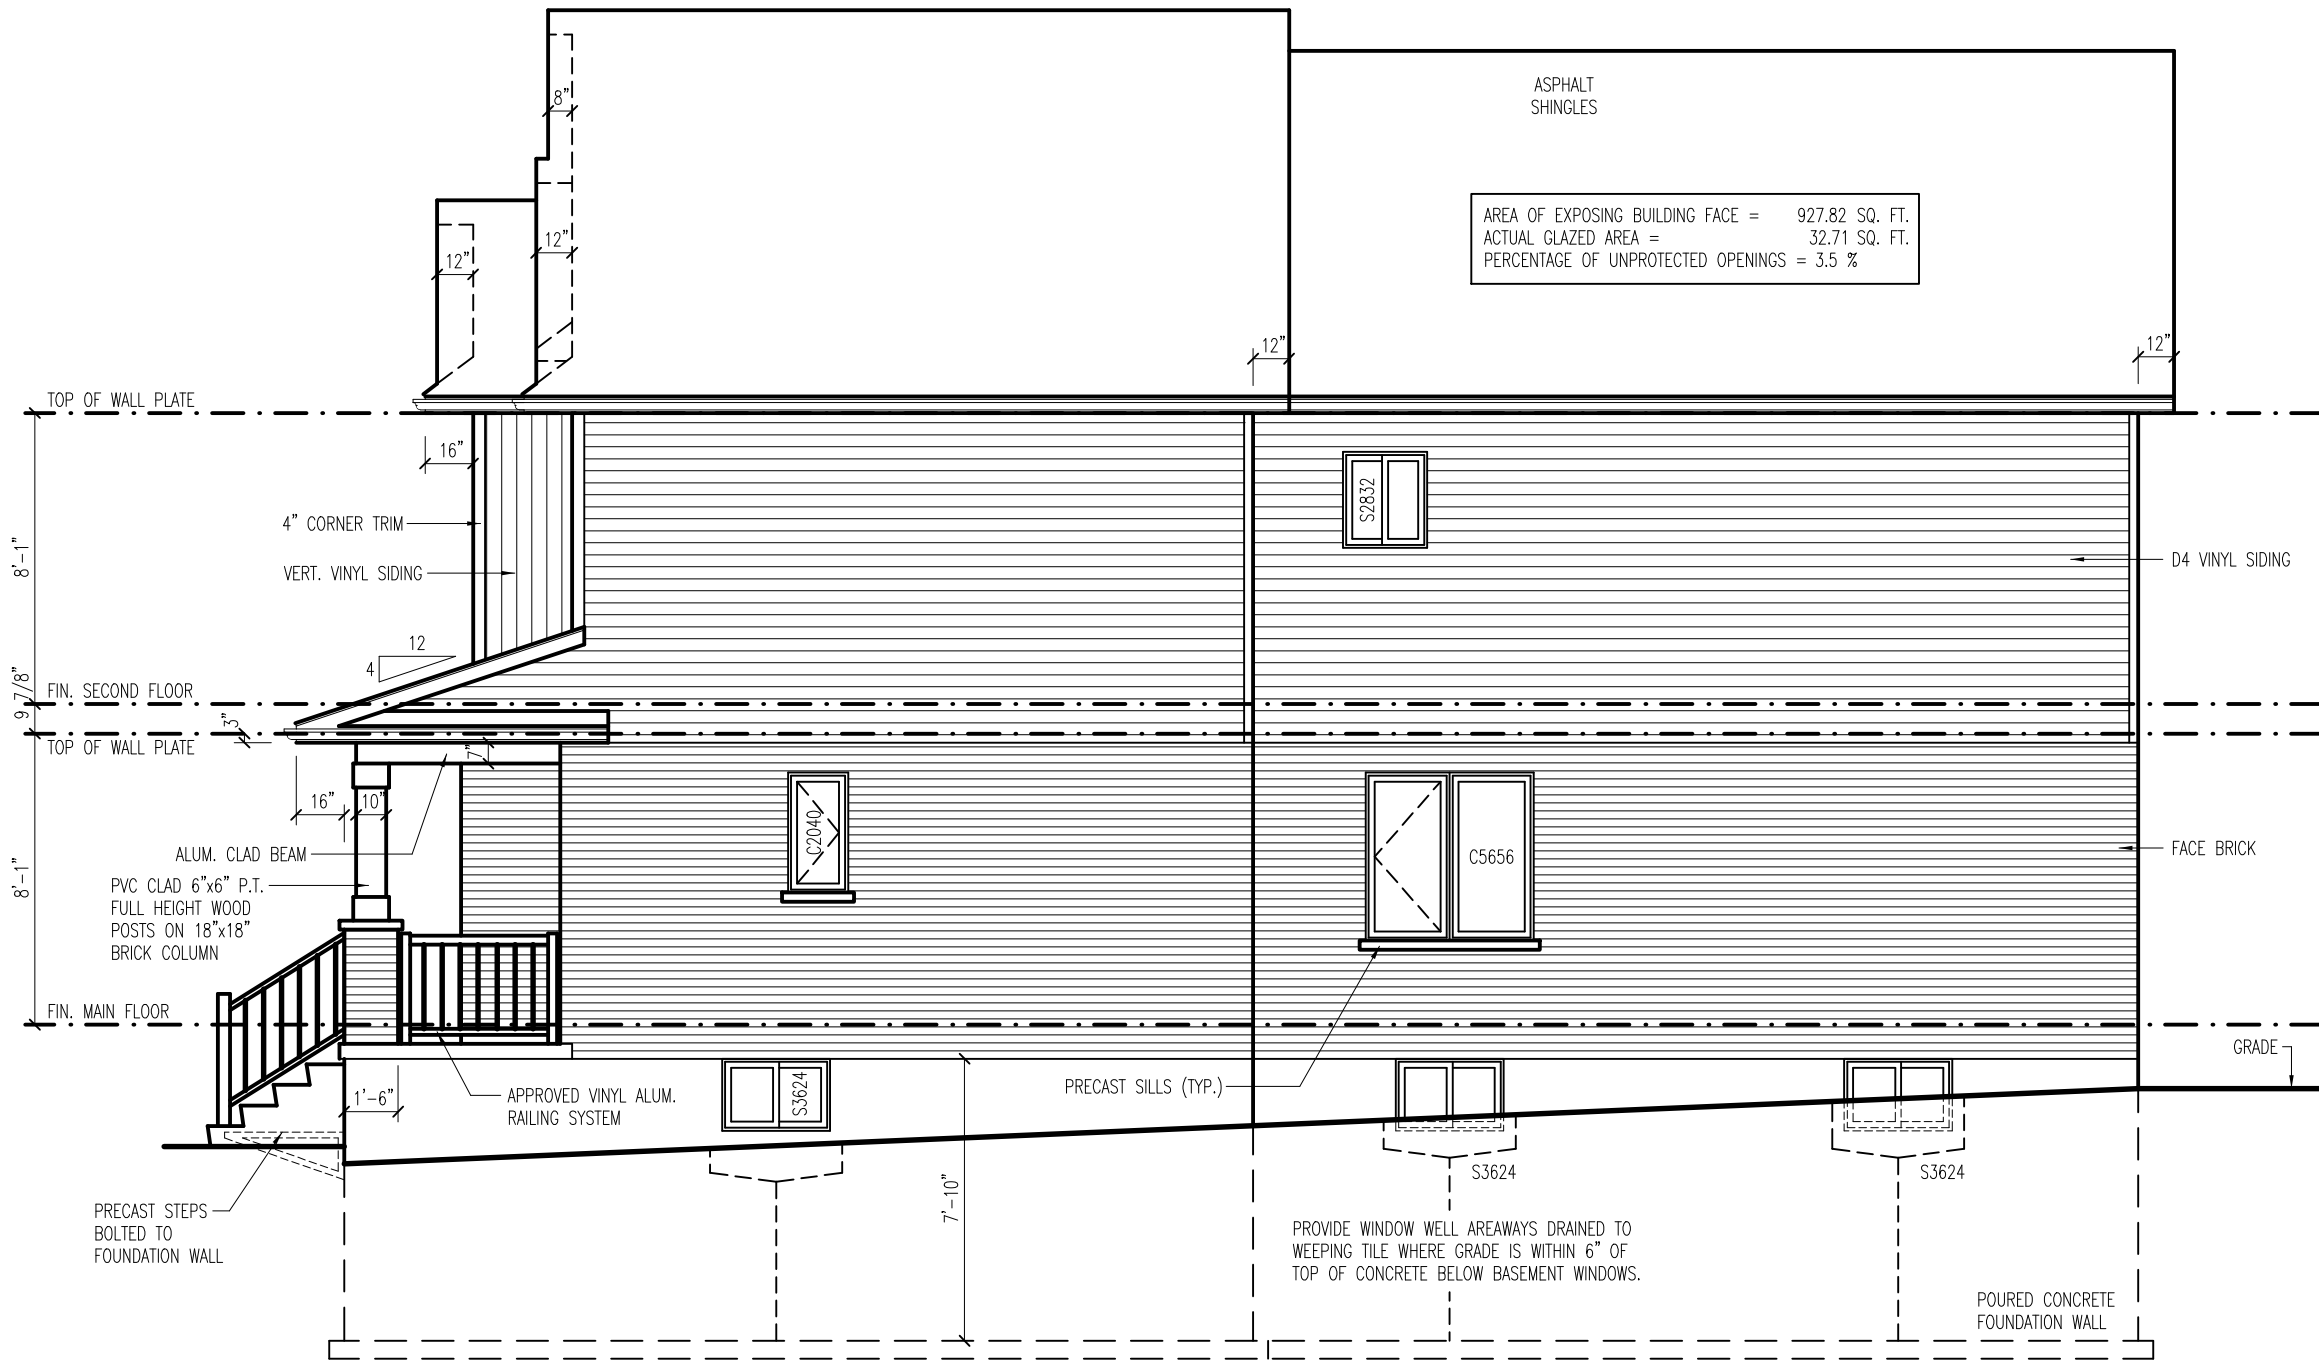 ASPHALT
SHINGLES
8"
12"
12"
AREA OF EXPOSING BUILDING FACE = 927.82 SQ. FT.
ACTUAL GLAZED AREA = 32.71 SQ. FT.
PERCENTAGE OF UNPROTECTED OPENINGS = 3.5 %
12"
12"
TOP OF WALL PLATE
16"
S2832
4" CORNER TRIM
8'-1"
D4 VINYL SIDING
VERT. VINYL SIDING
12
4
FIN. SECOND FLOOR
9 7/8"
3"
TOP OF WALL PLATE
7"
16"
10"
C2040
C5656
ALUM. CLAD BEAM
FACE BRICK
8'-1"
PVC CLAD 6"x6" P.T.
FULL HEIGHT WOOD
POSTS ON 18"x18"
BRICK COLUMN
FIN. MAIN FLOOR
GRADE
1'-6"
APPROVED VINYL ALUM.
RAILING SYSTEM
S3624
PRECAST SILLS (TYP.)
S3624
S3624
7'-10"
PRECAST STEPS
BOLTED TO
FOUNDATION WALL
PROVIDE WINDOW WELL AREAWAYS DRAINED TO
WEEPING TILE WHERE GRADE IS WITHIN 6" OF
TOP OF CONCRETE BELOW BASEMENT WINDOWS.
POURED CONCRETE
FOUNDATION WALL